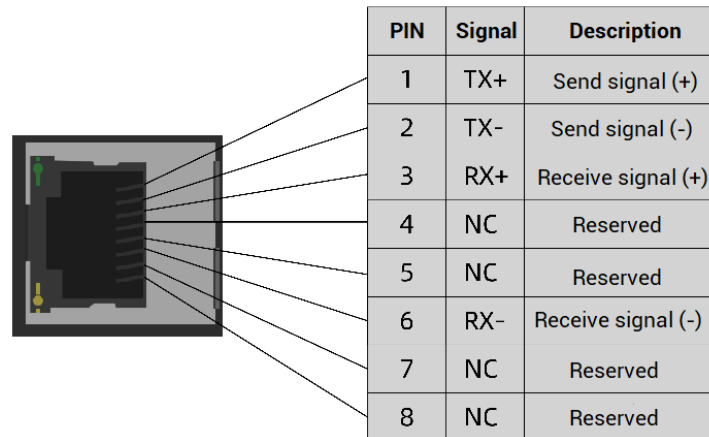 PIN Signal Description
1 TX+ Send signal (+)
2 TX- Send signal (-)
3 RX+ Receive signal (+)
4 NC Reserved
5 NC Reserved
6 RX- Receive signal (-)
7 NC Reserved
8 NC Reserved